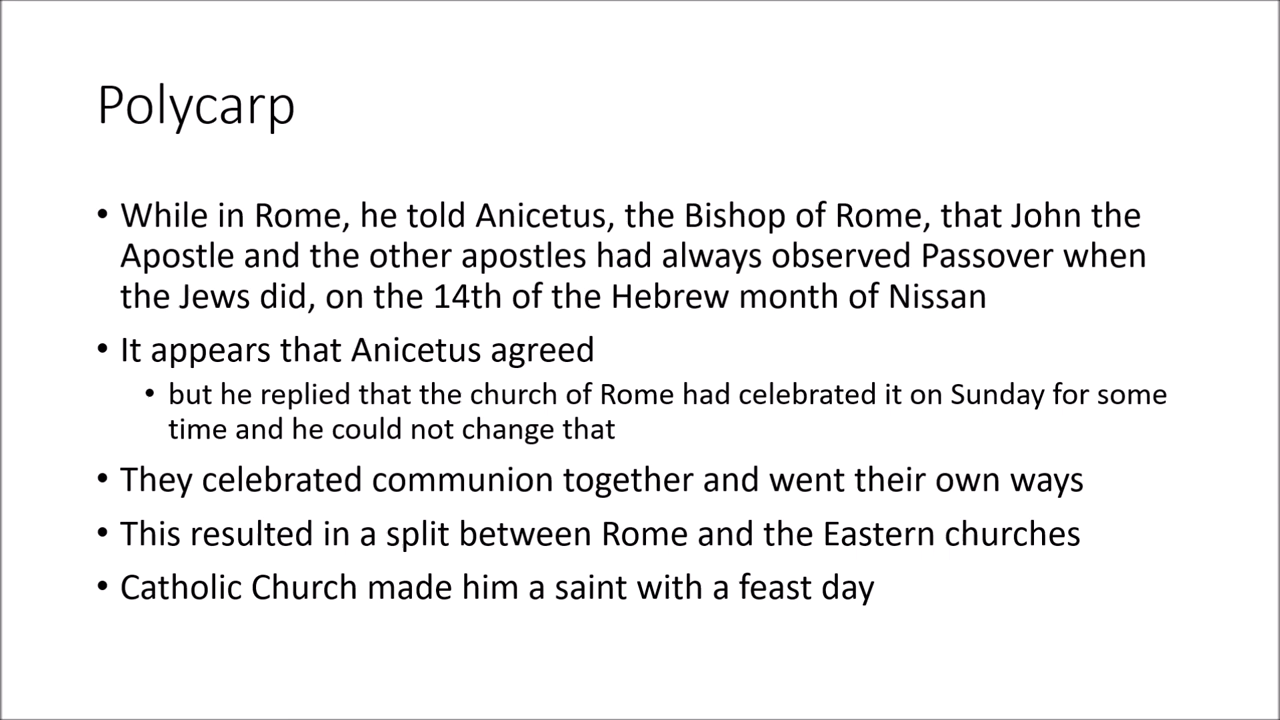 Polycarp
• While in Rome, he told Anicetus, the Bishop of Rome, that John the
Apostle and the other apostles had always observed Passover when
the Jews did, on the 14th of the Hebrew month of Nissan
• It appears that Anicetus agreed
• but he replied that the church of Rome had celebrated it on Sunday for some
time and he could not change that
• They celebrated communion together and went their own ways
• This resulted in a split between Rome and the Eastern churches
• Catholic Church made him a saint with a feast day